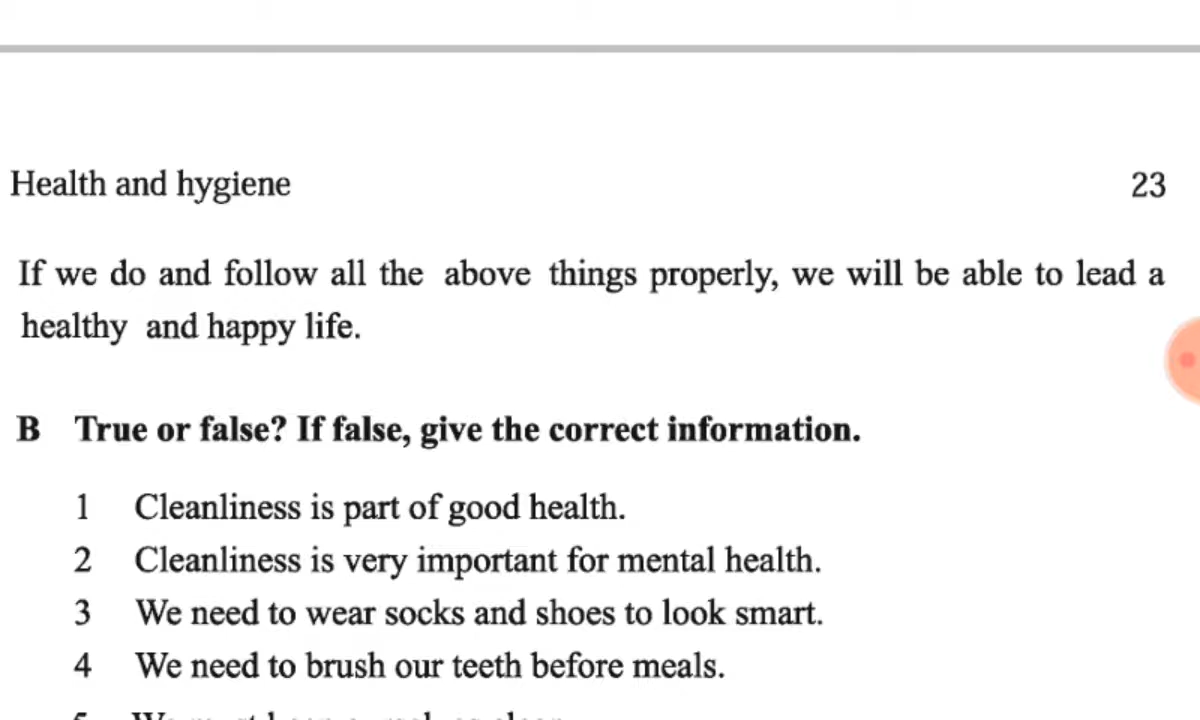 Health and hygiene 23
If we do and follow all the above things properly, we will be able to lead a
healthy and happy life.
B True or false? If false, give the correct information.
1 Cleanliness is part of good health.
2 Cleanliness is very important for mental health.
3 We need to wear socks and shoes to look smart.
4 We need to brush our teeth before meals.